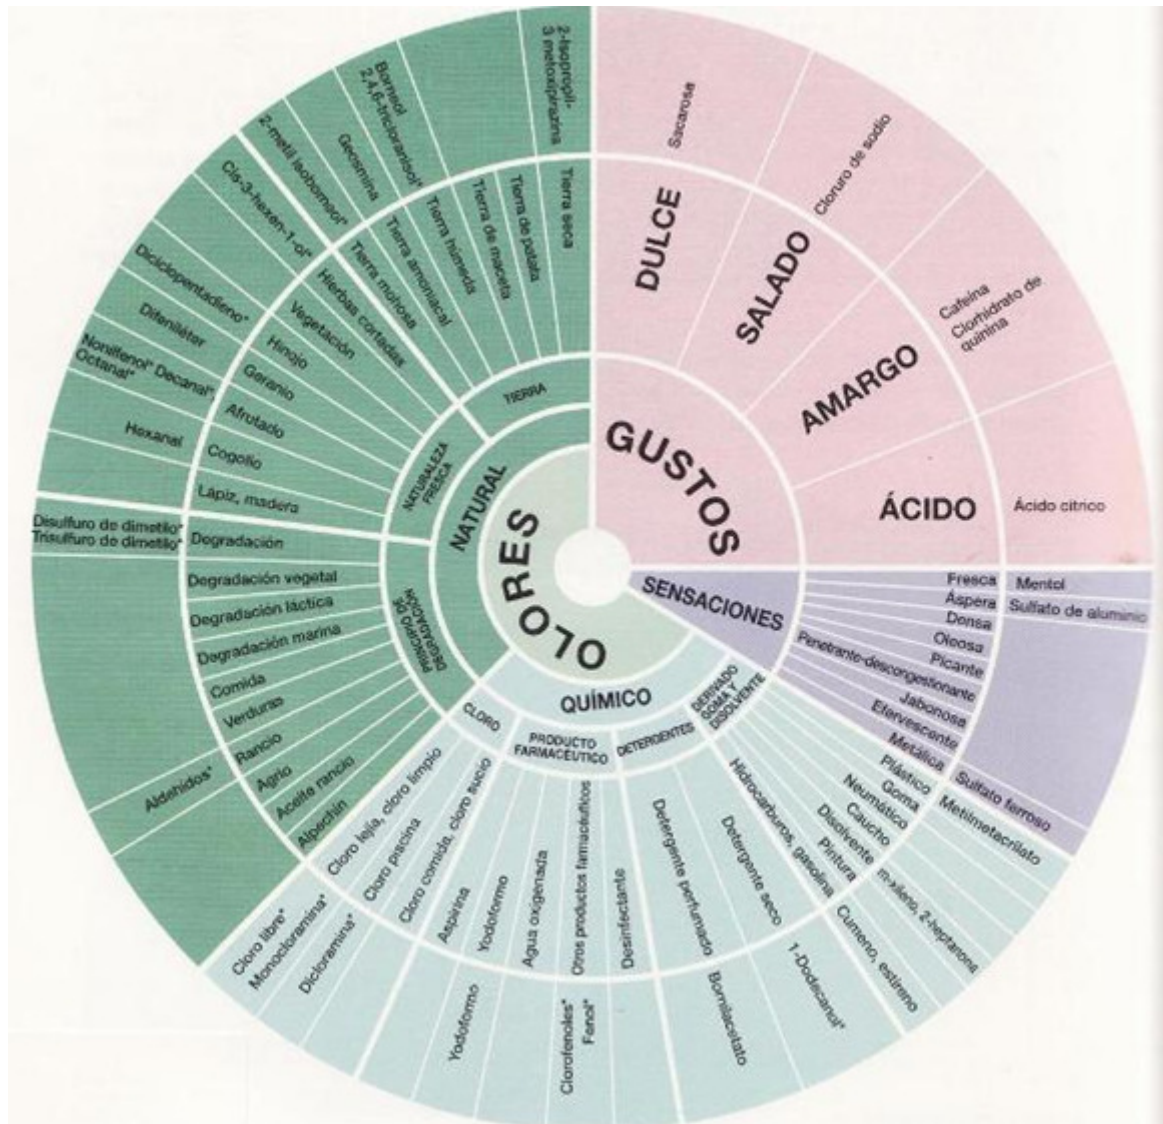 GUSTOS
DULCE
SALADO
AMARGO
ÁCIDO
Sacarosa
Cloruro de sodio
Cafeína
Clorhidrato de
quinina
Ácido cítrico
SENSACIONES
Fresca
Áspera
Densa
Oleosa
Picante
Penetrante-descongestionante
Jabonosa
Efervescente
Metálica
Mentol
Sulfato de aluminio
Sulfato ferroso
OLORES
QUÍMICO
DERIVADO
GOMA Y
DISOLVENTE
Plástico
Goma
Neumático
Caucho
Disolvente
Pintura
Hidrocarburos, gasolina
Metilmetacrilato
m-xileno, 2-heptanona
Cumeno, estireno
DETERGENTES
Detergente seco
Detergente perfumado
1-Dodecanol*
Bornilacetato
PRODUCTO
FARMACÉUTICO
Desinfectante
Otros productos farmacéuticos
Agua oxigenada
Yodoformo
Aspirina
Clorofenoles*
Fenol*
Yodoformo
CLORO
Cloro comida, cloro sucio
Cloro piscina
Cloro lejía, cloro limpio
Dicloramina*
Monocloramina*
Cloro libre*
NATURAL
PRINCIPIO DE
DEGRADACIÓN
Alpechín
Aceite rancio
Agrio
Rancio
Verduras
Comida
Degradación marina
Degradación láctica
Degradación vegetal
Degradación
Aldehídos*
Disulfuro de dimetilo*
Trisulfuro de dimetilo*
NATURALEZA
FRESCA
Lápiz, madera
Cogollo
Afrutado
Geranio
Hinojo
Vegetación
Hierbas cortadas
Hexanal
Nonilfenol* Decanal*
Octanal*
Difeniléter
Diciclopentadieno*
Cis-3-hexen-1-ol*
TIERRA
Tierra mohosa
Tierra amoniacal
Tierra húmeda
Tierra de maceta
Tierra de patata
Tierra seca
2-metil isoborneol*
Geosmina
Borneol
2,4,6-tricloranisol*
2-Isopropil-
3 metoxipirazina